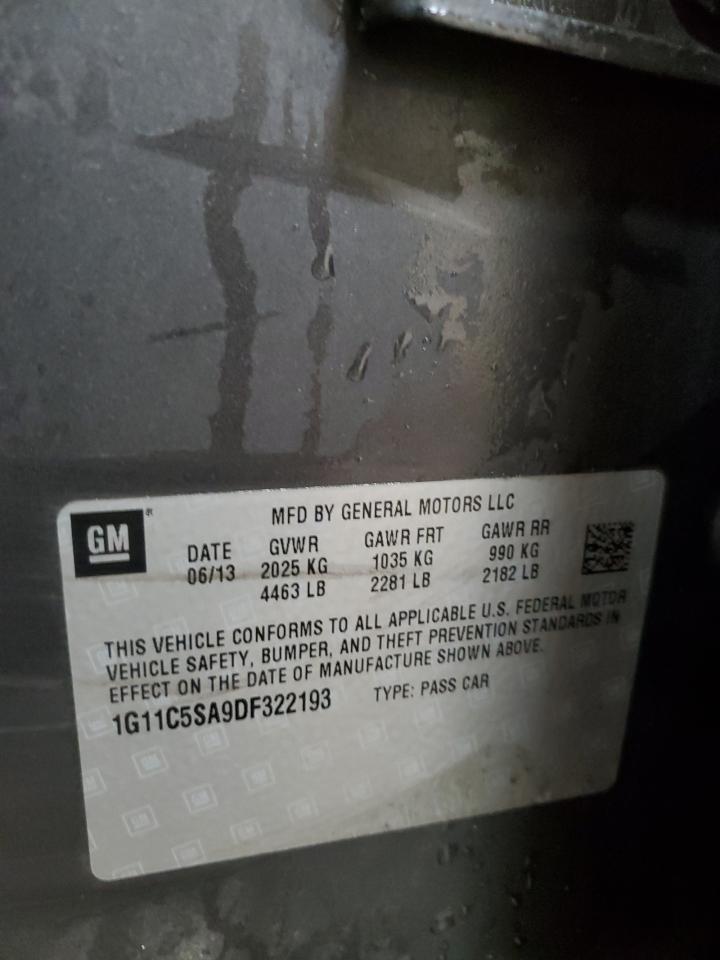 GM
MFD BY GENERAL MOTORS LLC
DATE GVWR GAWR FRT GAWR RR
06/13 2025 KG 1035 KG 990 KG
4463 LB 2281 LB 2182 LB
THIS VEHICLE CONFORMS TO ALL APPLICABLE U.S. FEDERAL MOTOR
VEHICLE SAFETY, BUMPER, AND THEFT PREVENTION STANDARDS IN
EFFECT ON THE DATE OF MANUFACTURE SHOWN ABOVE.
1G11C5SA9DF322193 TYPE: PASS CAR